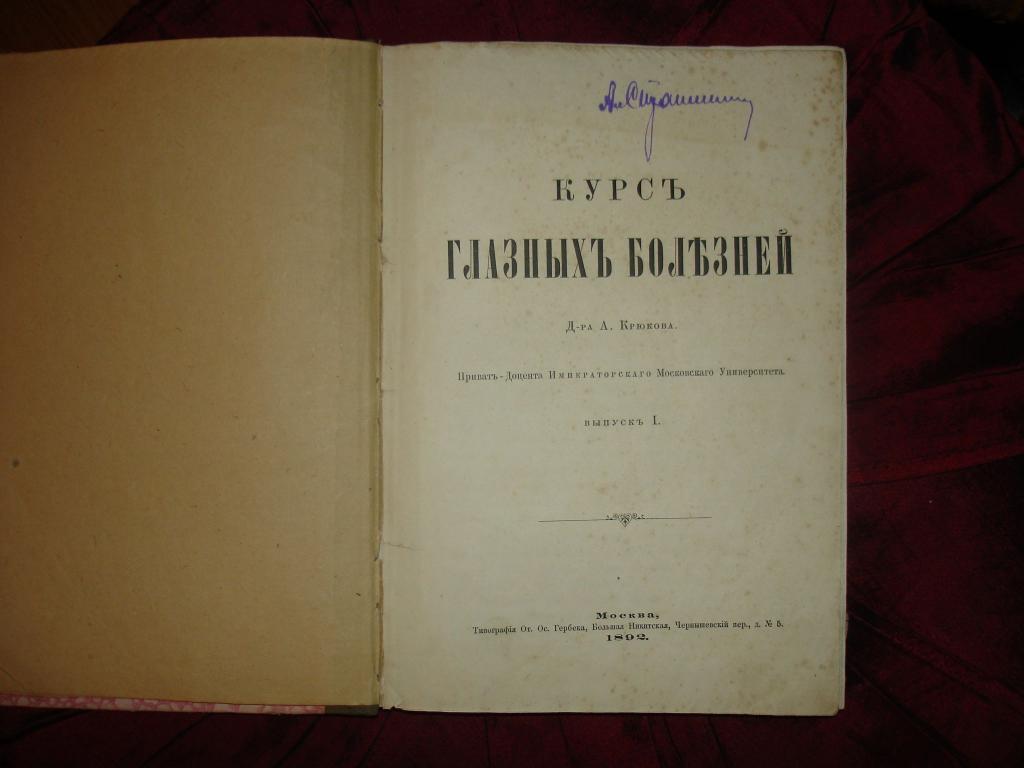 КУРСЪ
ГЛАЗНЫХЪ БОЛѢЗНЕЙ
Д-ра А. Крюкова.
Приватъ-Доцента Императорскаго Московскаго Университета.
выпускъ I.
Москва,
Типографія От. Ос. Гербека, Большая Никитская, Чернышевскій пер., д. № 5.
1892.